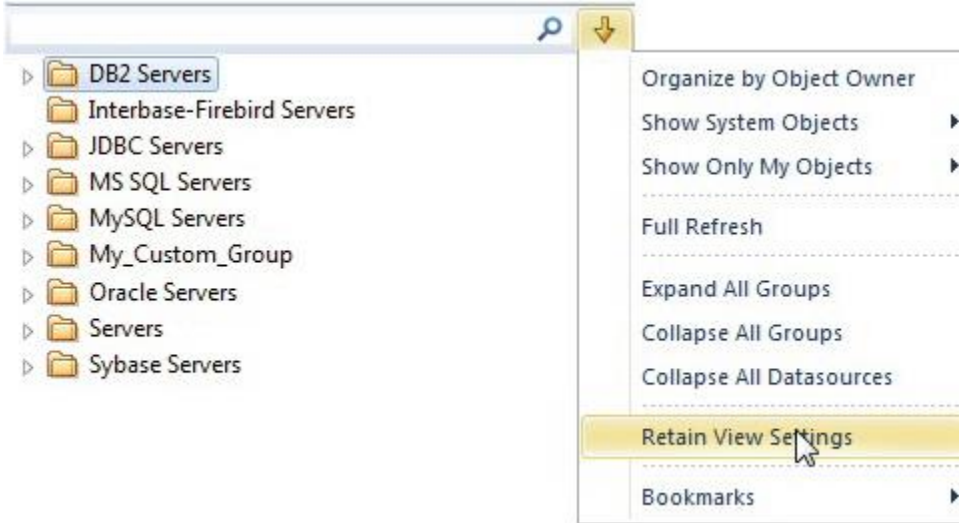 DB2 Servers
Interbase-Firebird Servers
JDBC Servers
MS SQL Servers
MySQL Servers
My_Custom_Group
Oracle Servers
Servers
Sybase Servers
Organize by Object Owner
Show System Objects
Show Only My Objects
Full Refresh
Expand All Groups
Collapse All Groups
Collapse All Datasources
Retain View Settings
Bookmarks